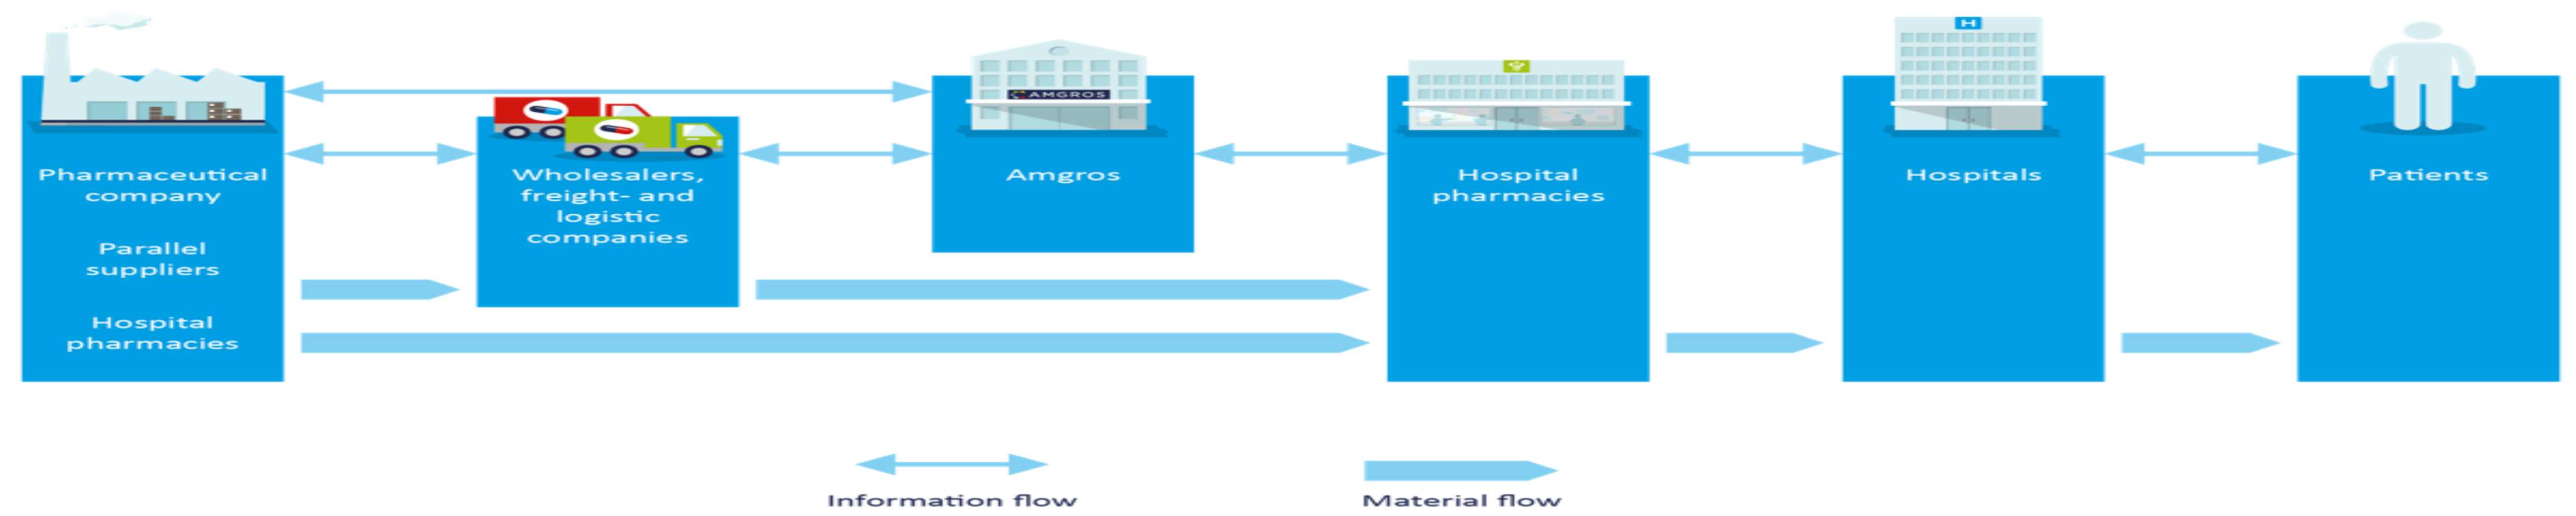 Pharmaceutical
company
Parallel
suppliers
Hospital
pharmacies
Wholesalers,
freight- and
logistic
companies
AMGROS
Amgros
Hospital
pharmacies
H
Hospitals
Patients
Information flow
Material flow